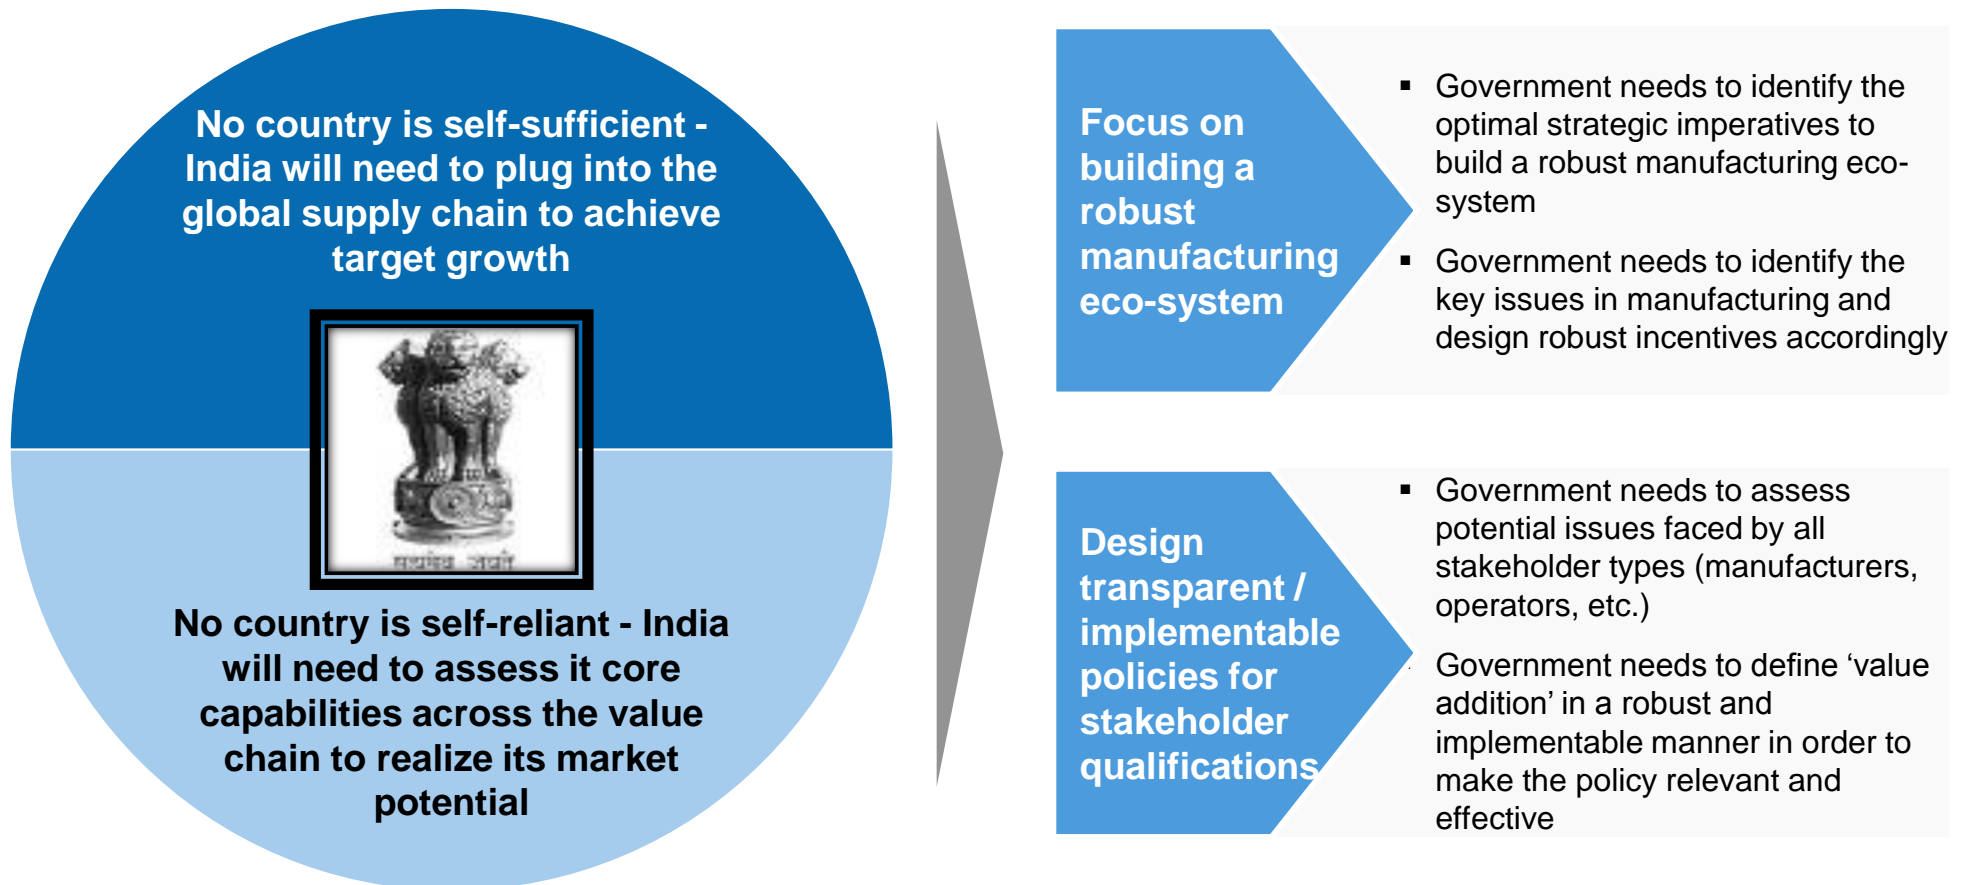 No country is self-sufficient -
India will need to plug into the
global supply chain to achieve
target growth
सत्यमेव जयते
No country is self-reliant - India
will need to assess it core
capabilities across the value
chain to realize its market
potential
Focus on
building a
robust
manufacturing
eco-system
▪ Government needs to identify the
optimal strategic imperatives to
build a robust manufacturing eco-
system
▪ Government needs to identify the
key issues in manufacturing and
design robust incentives accordingly
Design
transparent /
implementable
policies for
stakeholder
qualifications
▪ Government needs to assess
potential issues faced by all
stakeholder types (manufacturers,
operators, etc.)
Government needs to define ‘value
addition’ in a robust and
implementable manner in order to
make the policy relevant and
effective